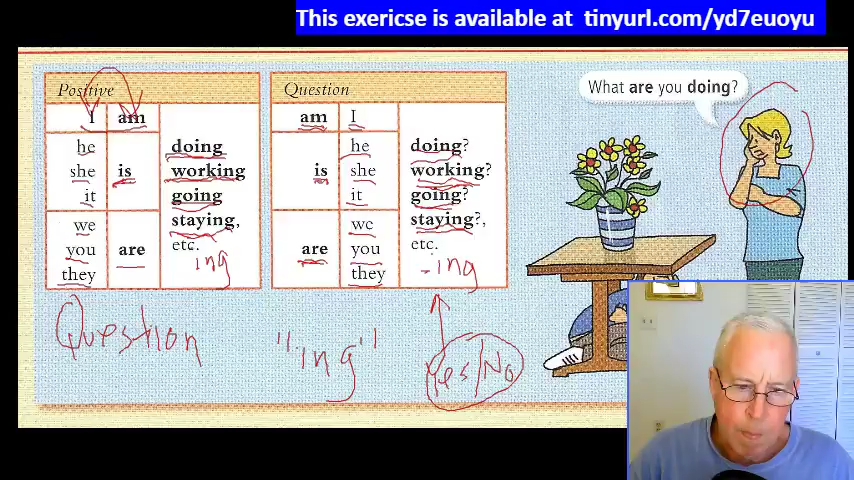 This exericse is available at tinyurl.com/yd7euoyu
Positive
I am
he
she is
it
we
you are
they
doing
working
going
staying,
etc.
ing
Question
am I
he
is she
it
we
are you
they
doing?
working?
going?
staying?,
etc.
-ing
What are you doing?
Question
"ing"
Yes/No